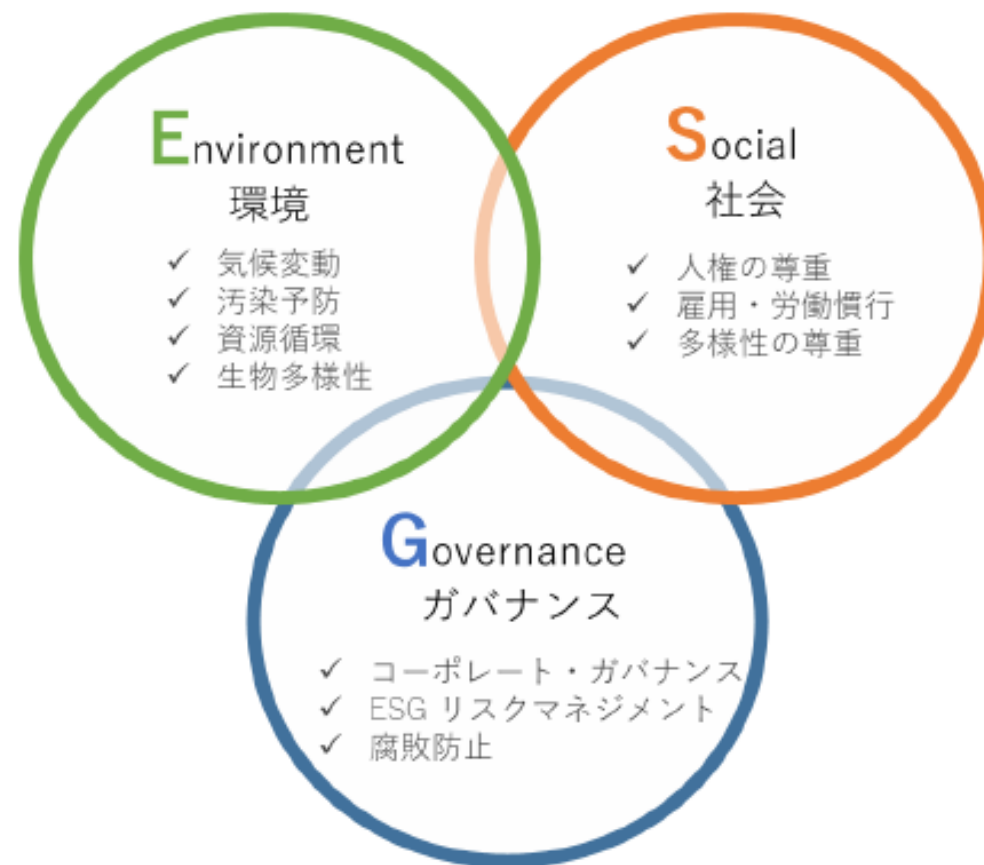 Environment
環境
✓ 気候変動
✓ 汚染予防
✓ 資源循環
✓ 生物多様性
Social
社会
✓ 人権の尊重
✓ 雇用・労働慣行
✓ 多様性の尊重
Governance
ガバナンス
✓ コーポレート・ガバナンス
✓ ESG リスクマネジメント
✓ 腐敗防止